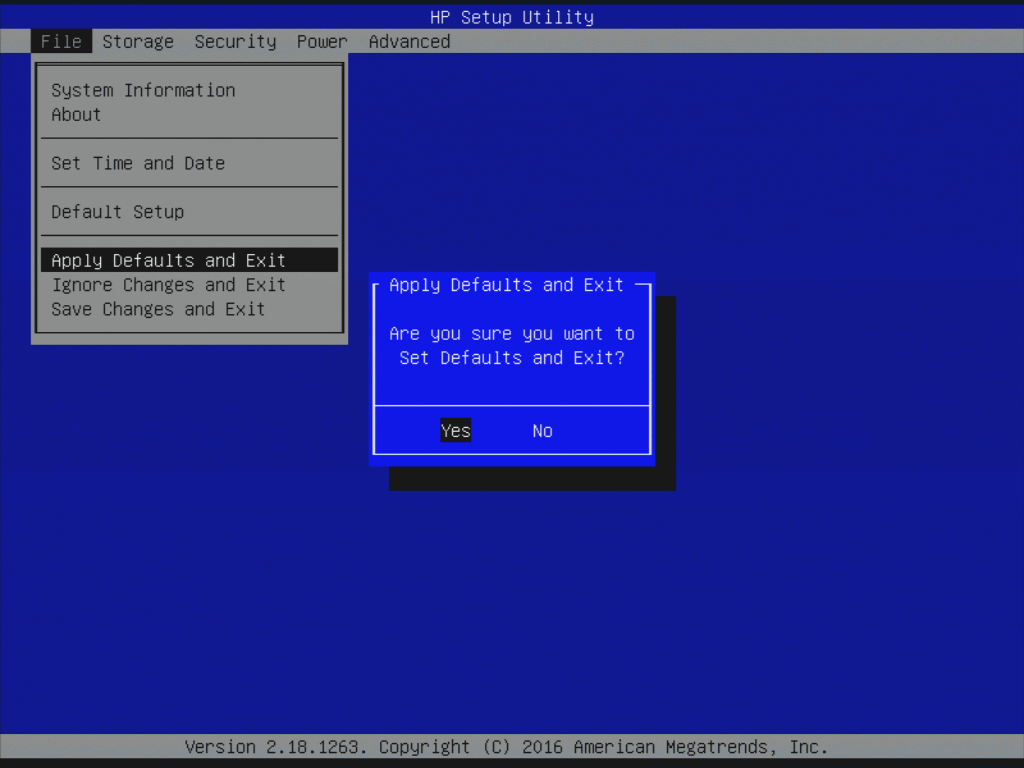 HP Setup Utility
File Storage Security Power Advanced
System Information
About
Set Time and Date
Default Setup
Apply Defaults and Exit
Ignore Changes and Exit
Save Changes and Exit
Apply Defaults and Exit
Are you sure you want to
Set Defaults and Exit?
Yes No
Version 2.18.1263. Copyright (C) 2016 American Megatrends, Inc.